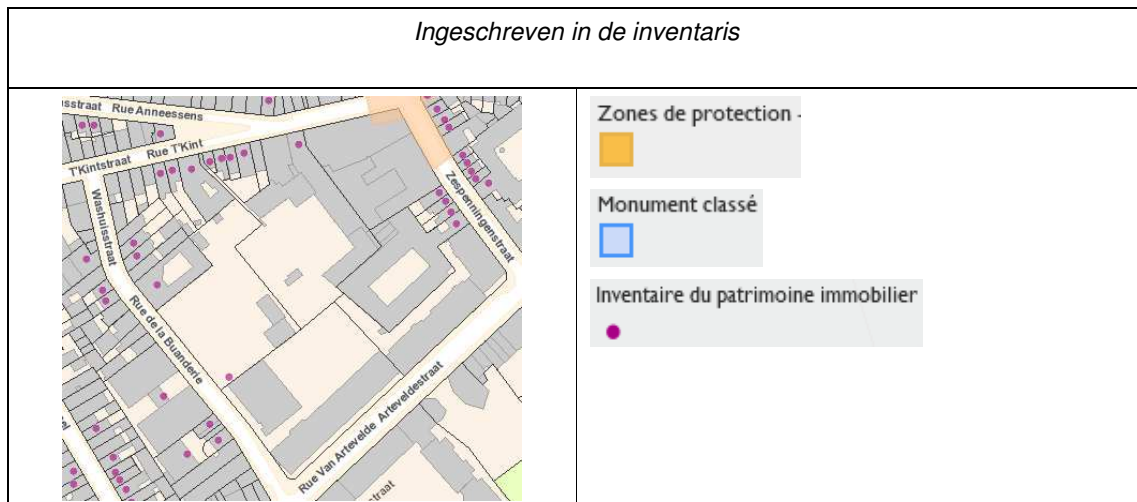 Ingeschreven in de inventaris
sstraat Rue Anneessens
T'Kintstraat Rue T'Kint
Washuisstraat
Rue de la Buanderie
Zespenningenstraat
Rue Van Artevelde Arteveldestraat
straat
el
Zones de protection -
Monument classé
Inventaire du patrimoine immobilier